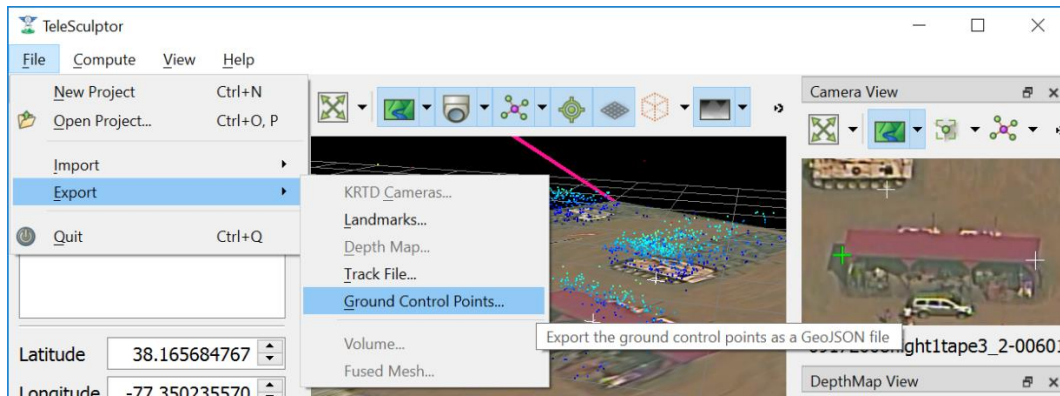 TeleSculptor
File Compute View Help
New Project Ctrl+N
Open Project... Ctrl+O, P
Import
Export
Quit Ctrl+Q
KRTD Cameras...
Landmarks...
Depth Map...
Track File...
Ground Control Points...
Volume...
Fused Mesh...
Export the ground control points as a GeoJSON file
Latitude 38.165684767
Longitude -77.350235570
Camera View
DepthMap View